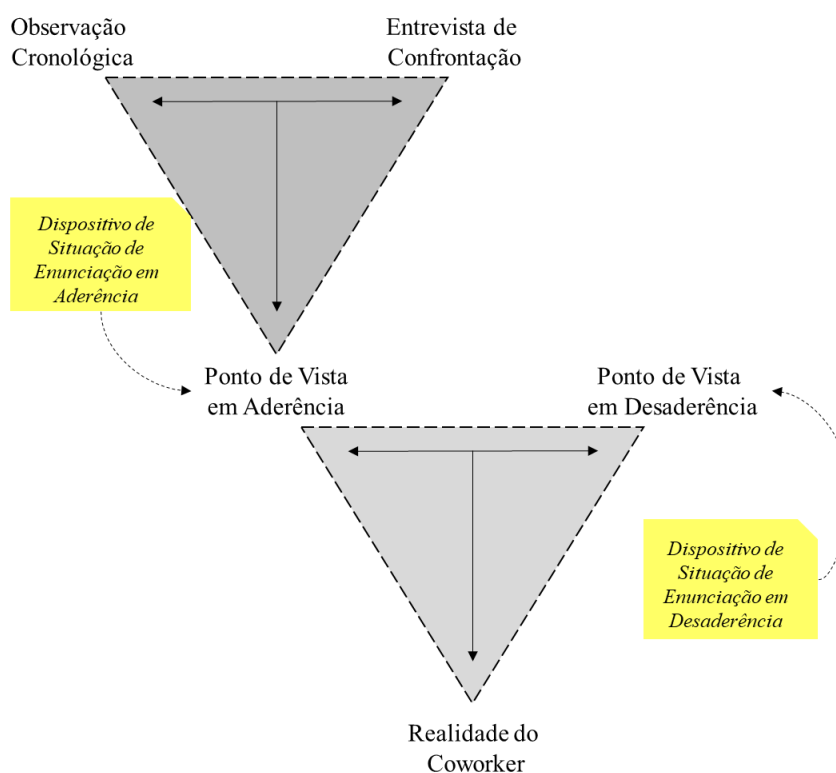 Observação
Cronológica
Entrevista de
Confrontação
Dispositivo de
Situação de
Enunciação em
Aderência
Ponto de Vista
em Aderência
Ponto de Vista
em Desaderência
Dispositivo de
Situação de
Enunciação em
Desaderência
Realidade do
Coworker